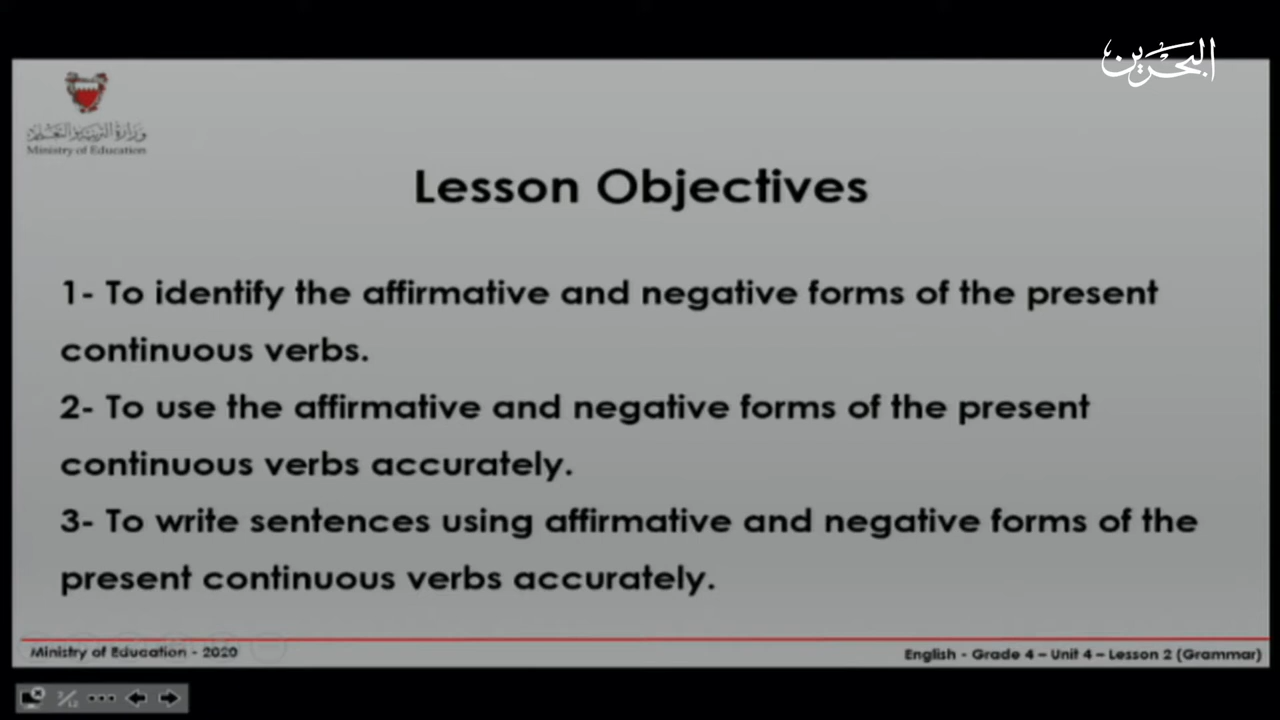 البحرين
وزارة التربية والتعليم
Ministry of Education
Lesson Objectives
1- To identify the affirmative and negative forms of the present
continuous verbs.
2- To use the affirmative and negative forms of the present
continuous verbs accurately.
3- To write sentences using affirmative and negative forms of the
present continuous verbs accurately.
Ministry of Education - 2020
English - Grade 4 – Unit 4 – Lesson 2 (Grammar)